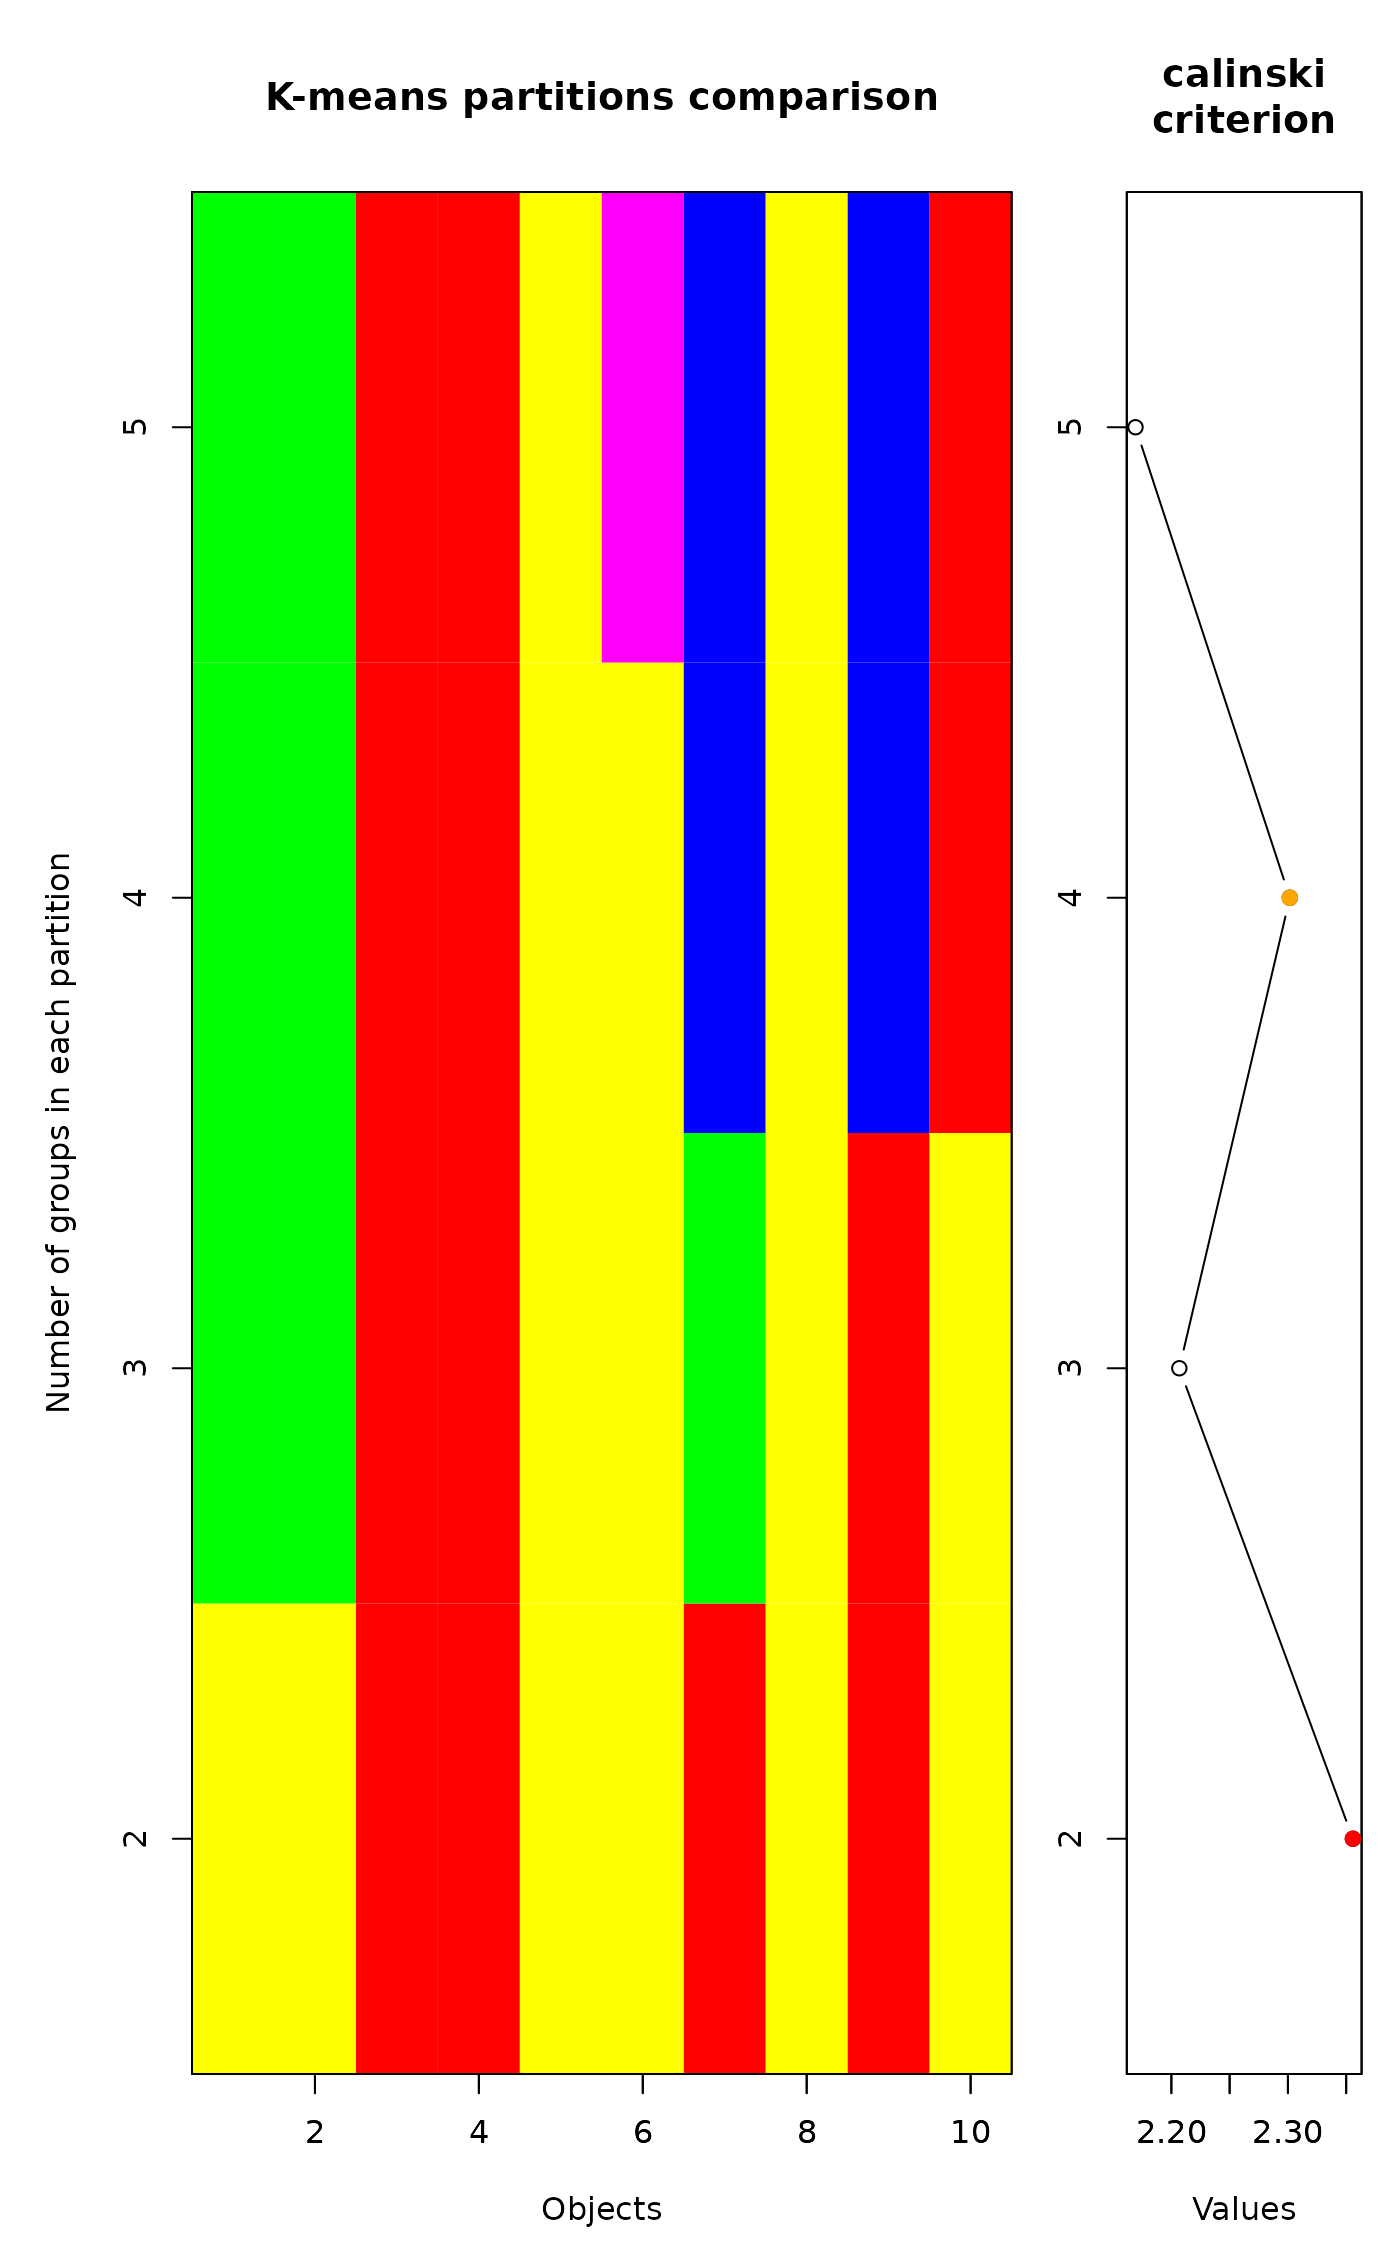 K-means partitions comparison
calinski
criterion
Number of groups in each partition
5
4
3
2
2 4 6 8 10
Objects
5
4
3
2
2.20 2.30
Values